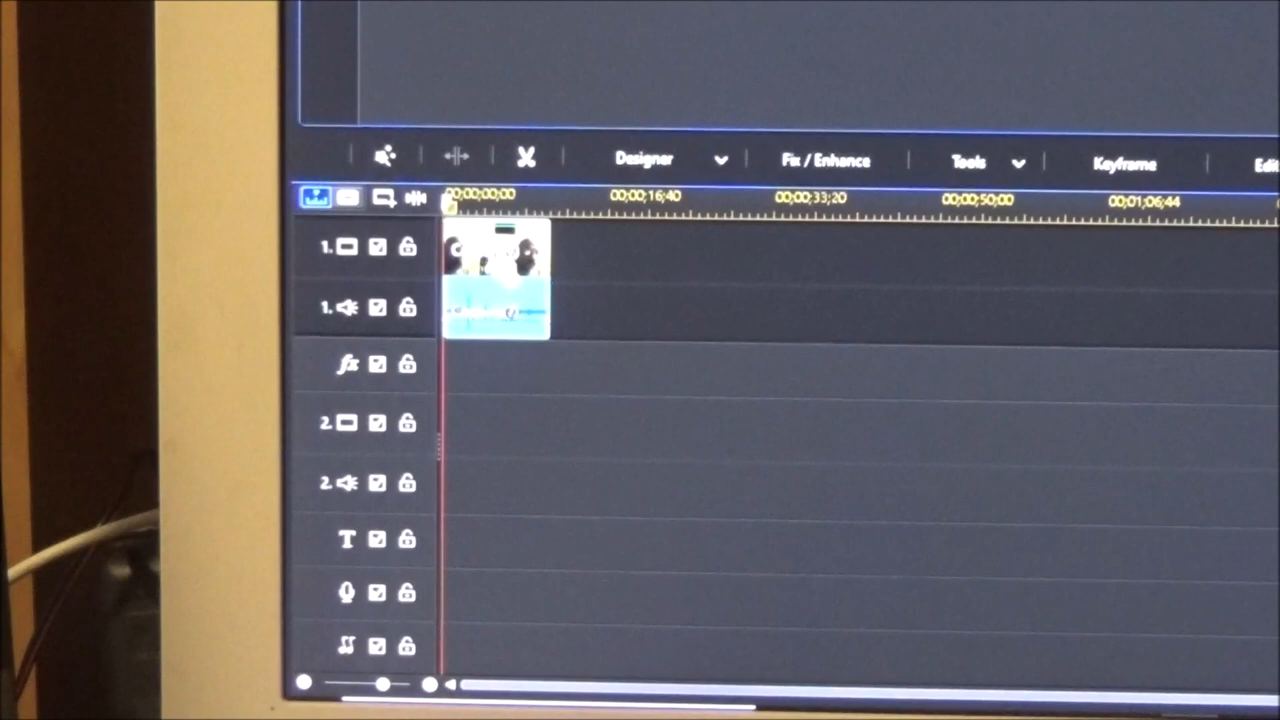 Designer Fix / Enhance Tools Keyframe
00;00;00;00 00;00;16;40 00;00;33;20 00;00;50;00 00;01;06;44
1.
1.
fx
2.
2.
T